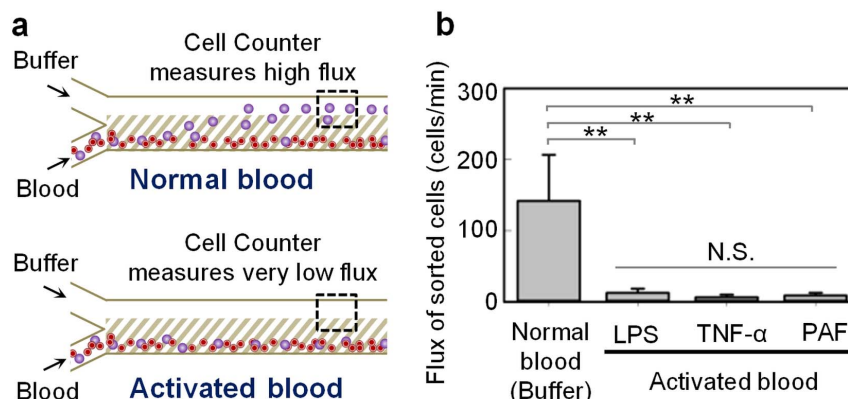 a
Cell Counter
measures high flux
Buffer
Blood
Normal blood
Cell Counter
measures very low flux
Buffer
Blood
Activated blood
b
Flux of sorted cells (cells/min)
300
200
100
0
**
**
**
N.S.
Normal
blood
(Buffer)
LPS
TNF-α
PAF
Activated blood